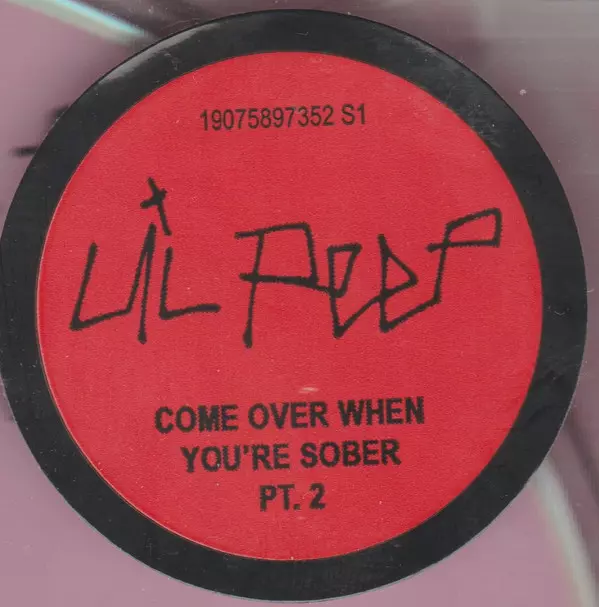 19075897352 S1
LiL PEEP
COME OVER WHEN
YOU'RE SOBER
PT. 2